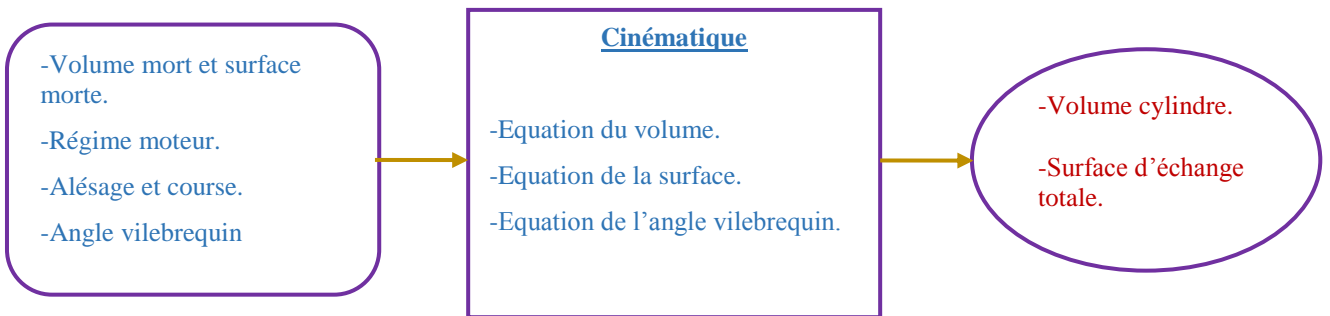 -Volume mort et surface
morte.
-Régime moteur.
-Alésage et course.
-Angle vilebrequin
Cinématique
-Equation du volume.
-Equation de la surface.
-Equation de l’angle vilebrequin.
-Volume cylindre.
-Surface d’échange
totale.